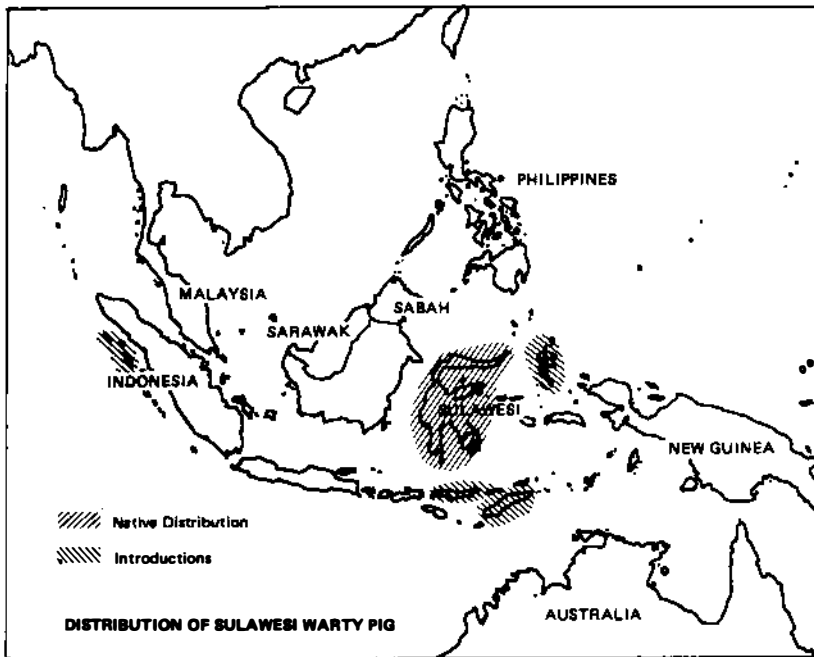 PHILIPPINES
MALAYSIA
SABAH
SARAWAK
INDONESIA
SULAWESI
NEW GUINEA
Native Distribution
Introductions
AUSTRALIA
DISTRIBUTION OF SULAWESI WARTY PIG